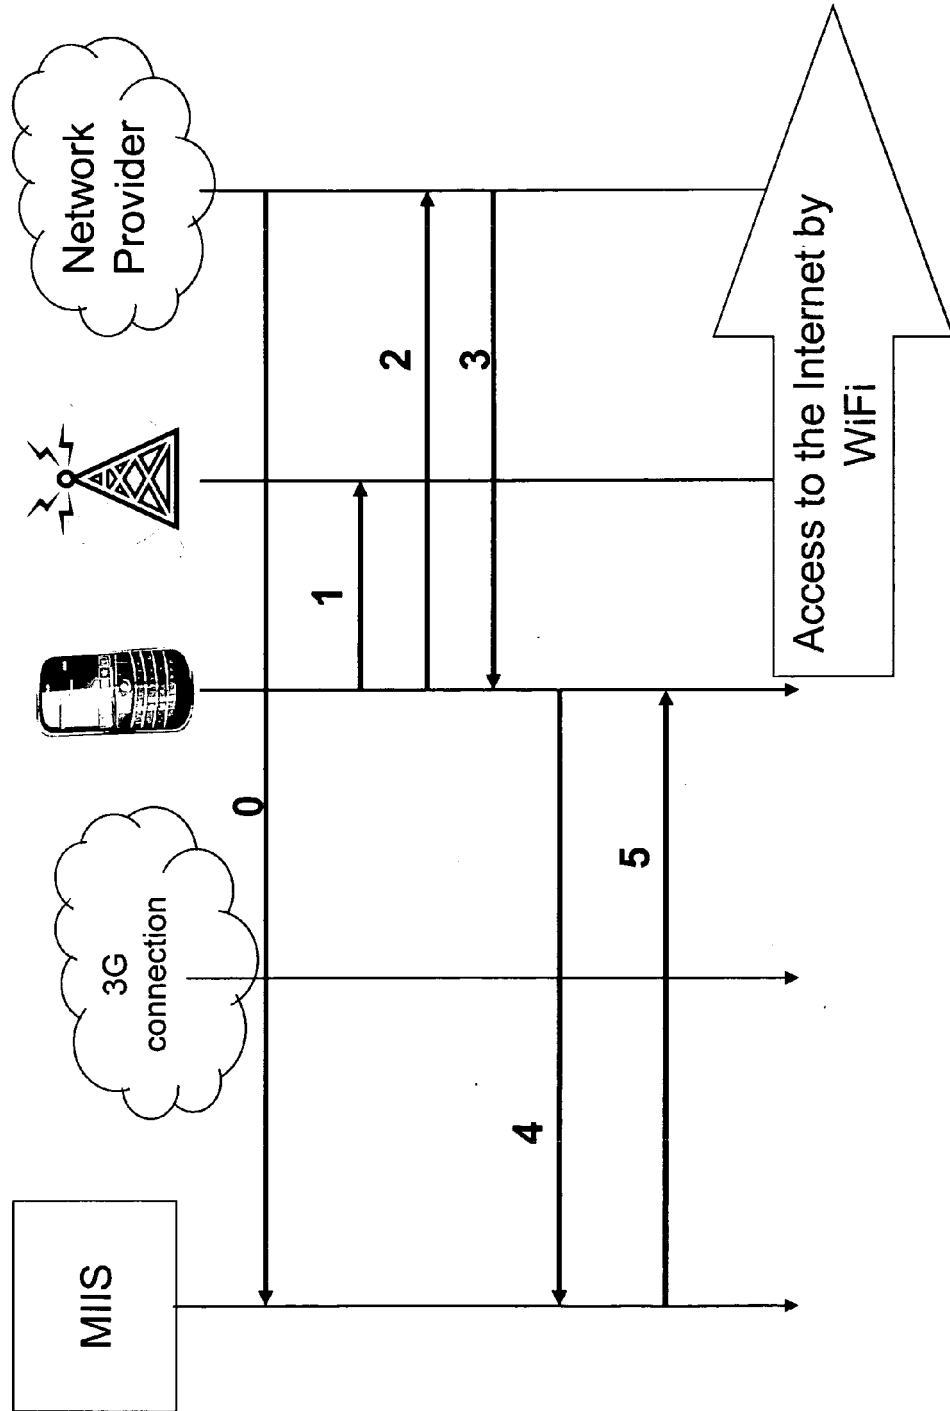 MIIS
3G
connection
Network
Provider
0
1
2
3
4
5
Access to the Internet by
WiFi